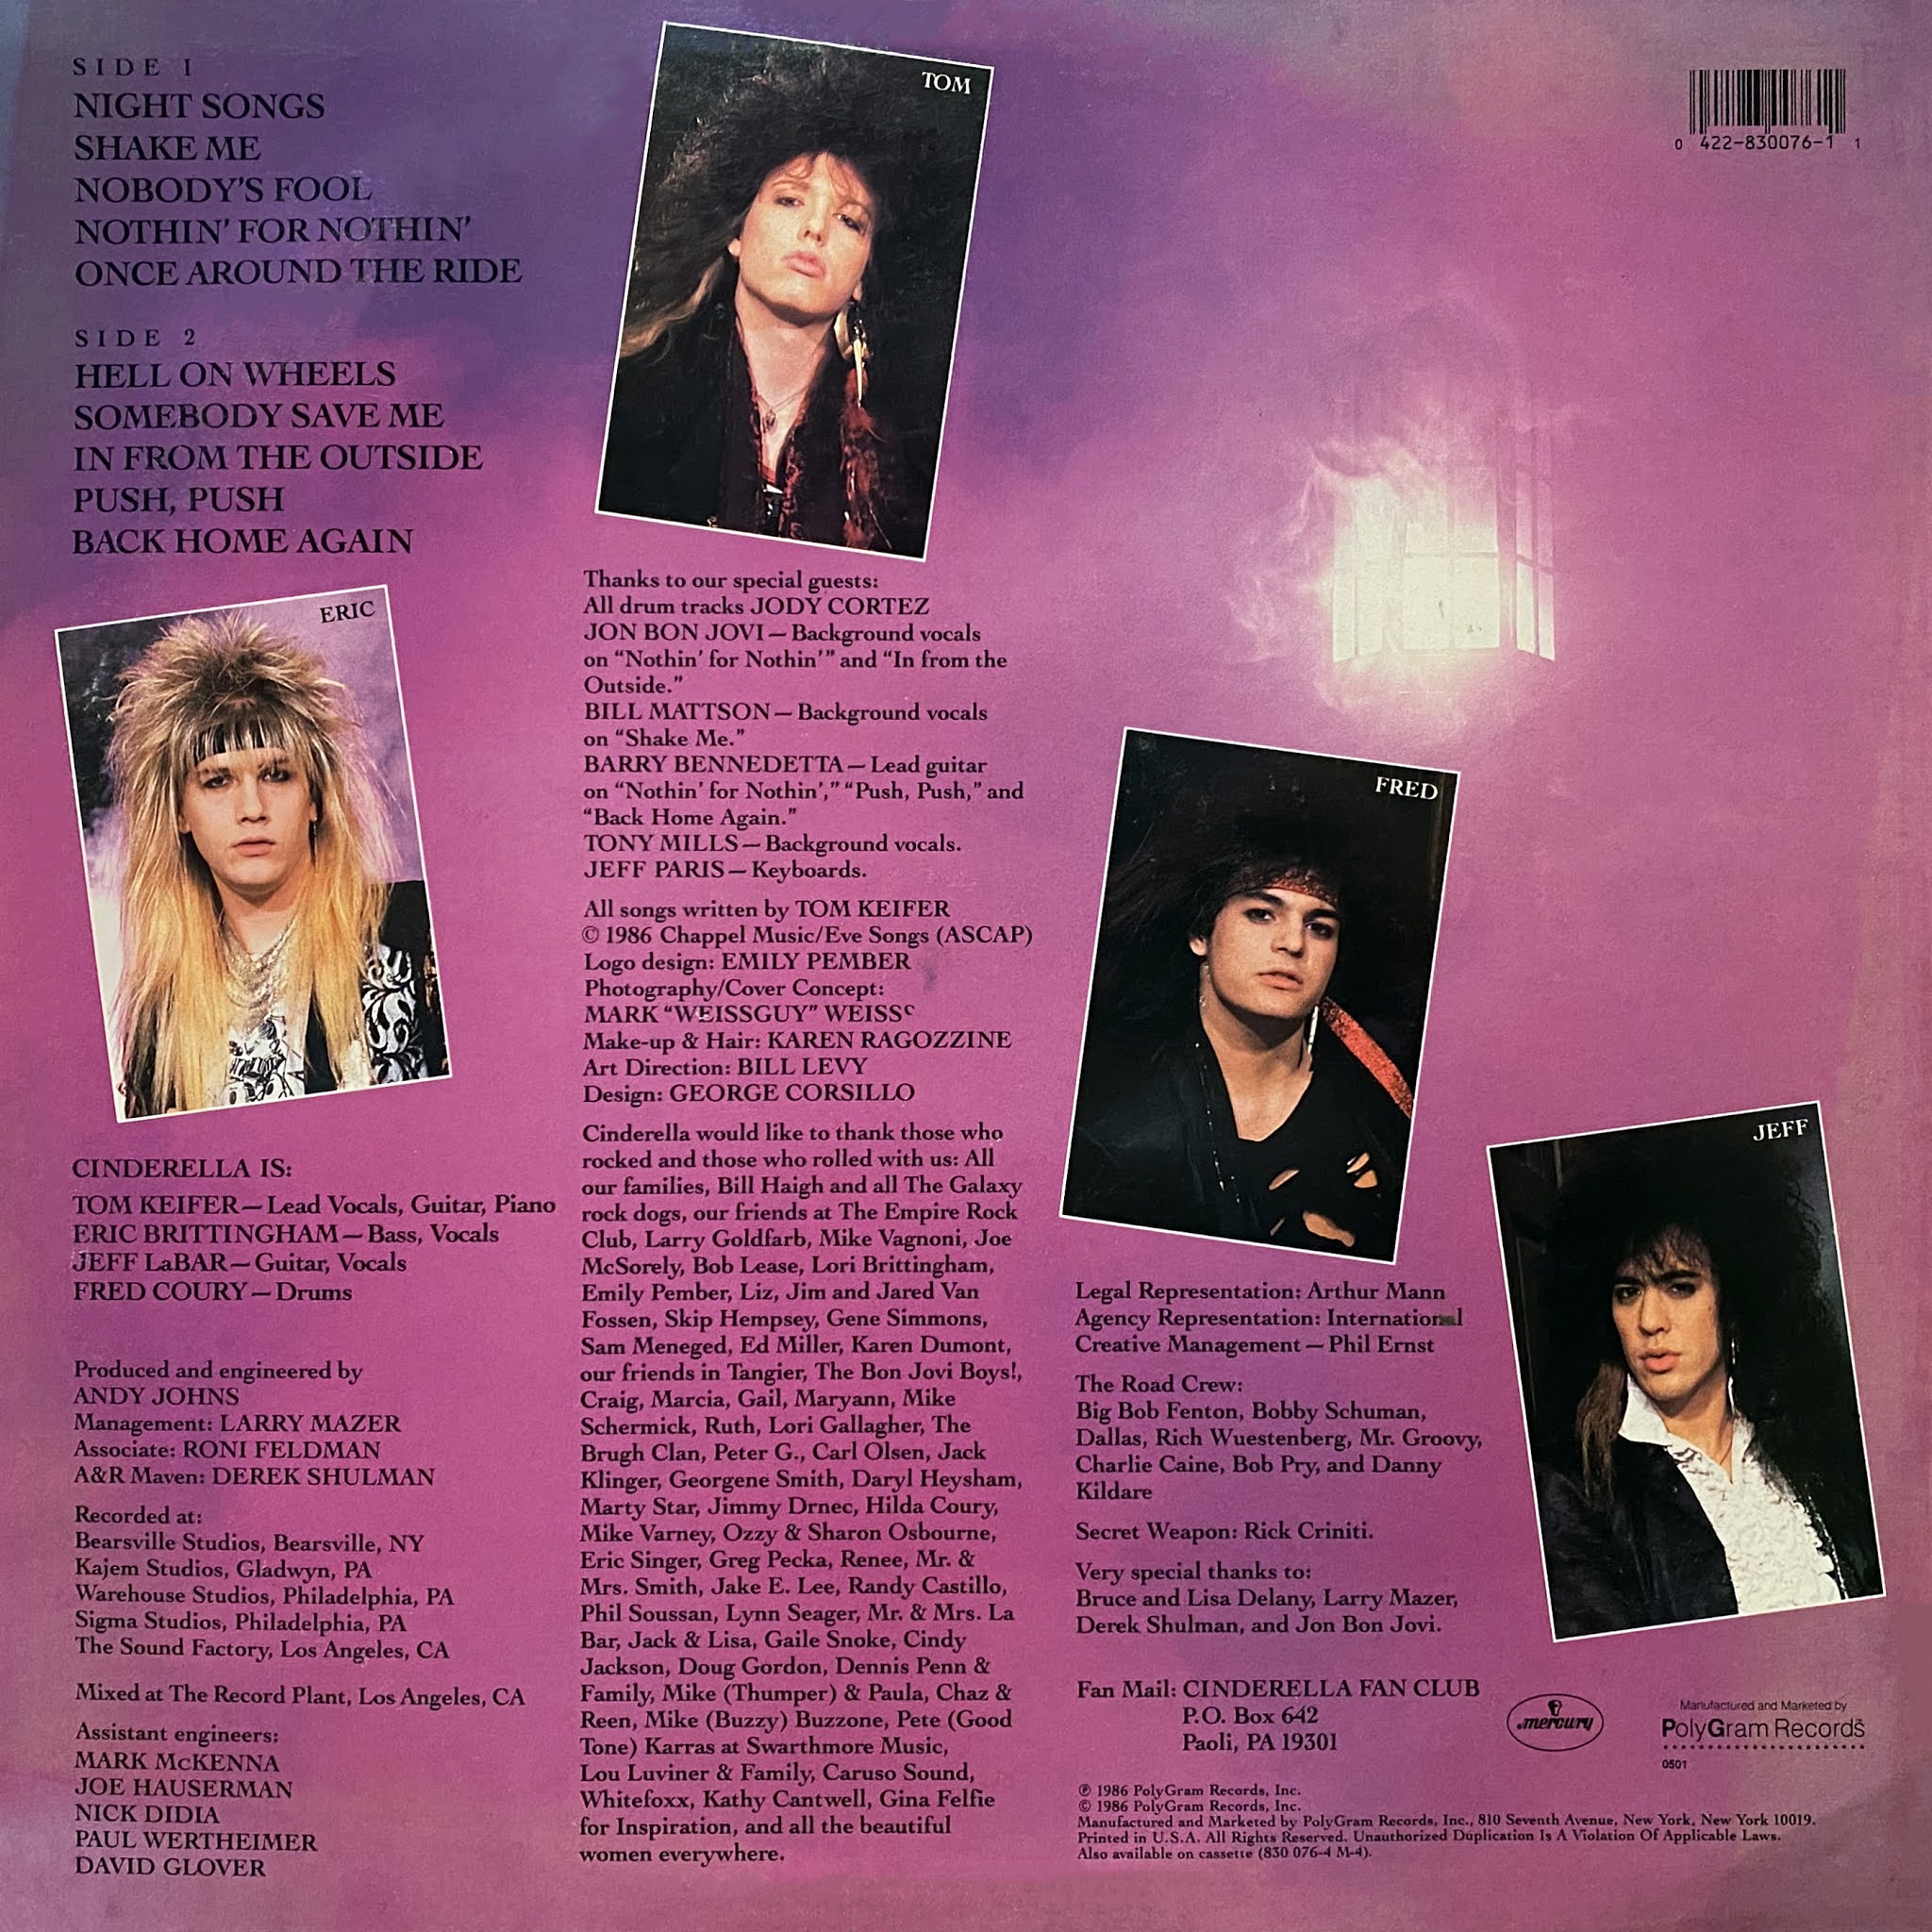 SIDE 1
NIGHT SONGS
SHAKE ME
NOBODY'S FOOL
NOTHIN' FOR NOTHIN'
ONCE AROUND THE RIDE
SIDE 2
HELL ON WHEELS
SOMEBODY SAVE ME
IN FROM THE OUTSIDE
PUSH, PUSH
BACK HOME AGAIN
ERIC
CINDERELLA IS:
TOM KEIFER—Lead Vocals, Guitar, Piano
ERIC BRITTINGHAM—Bass, Vocals
JEFF LaBAR—Guitar, Vocals
FRED COURY—Drums
Produced and engineered by
ANDY JOHNS
Management: LARRY MAZER
Associate: RONI FELDMAN
A&R Maven: DEREK SHULMAN
Recorded at:
Bearsville Studios, Bearsville, NY
Kajem Studios, Gladwyn, PA
Warehouse Studios, Philadelphia, PA
Sigma Studios, Philadelphia, PA
The Sound Factory, Los Angeles, CA
Mixed at The Record Plant, Los Angeles, CA
Assistant engineers:
MARK McKENNA
JOE HAUSERMAN
NICK DIDIA
PAUL WERTHEIMER
DAVID GLOVER
TOM
Thanks to our special guests:
All drum tracks JODY CORTEZ
JON BON JOVI—Background vocals
on “Nothin' for Nothin'” and “In from the
Outside.”
BILL MATTSON—Background vocals
on “Shake Me.”
BARRY BENNEDETTA—Lead guitar
on “Nothin' for Nothin',” “Push, Push,” and
“Back Home Again.”
TONY MILLS—Background vocals.
JEFF PARIS—Keyboards.
All songs written by TOM KEIFER
© 1986 Chappel Music/Eve Songs (ASCAP)
Logo design: EMILY PEMBER
Photography/Cover Concept:
MARK “WEISSGUY” WEISS
Make-up & Hair: KAREN RAGOZZINE
Art Direction: BILL LEVY
Design: GEORGE CORSILLO
Cinderella would like to thank those who
rocked and those who rolled with us: All
our families, Bill Haigh and all The Galaxy
rock dogs, our friends at The Empire Rock
Club, Larry Goldfarb, Mike Vagnoni, Joe
McSorely, Bob Lease, Lori Brittingham,
Emily Pember, Liz, Jim and Jared Van
Fossen, Skip Hempsey, Gene Simmons,
Sam Meneged, Ed Miller, Karen Dumont,
our friends in Tangier, The Bon Jovi Boys!,
Craig, Marcia, Gail, Maryann, Mike
Schermick, Ruth, Lori Gallagher, The
Brugh Clan, Peter G., Carl Olsen, Jack
Klinger, Georgene Smith, Daryl Heysham,
Marty Star, Jimmy Drnec, Hilda Coury,
Mike Varney, Ozzy & Sharon Osbourne,
Eric Singer, Greg Pecka, Renee, Mr. &
Mrs. Smith, Jake E. Lee, Randy Castillo,
Phil Soussan, Lynn Seager, Mr. & Mrs. La
Bar, Jack & Lisa, Gaile Snoke, Cindy
Jackson, Doug Gordon, Dennis Penn &
Family, Mike (Thumper) & Paula, Chaz &
Reen, Mike (Buzzy) Buzzone, Pete (Good
Tone) Karras at Swarthmore Music,
Lou Luviner & Family, Caruso Sound,
Whitefoxx, Kathy Cantwell, Gina Felfie
for Inspiration, and all the beautiful
women everywhere.
0 422-830076-1 1
FRED
JEFF
Legal Representation: Arthur Mann
Agency Representation: International
Creative Management—Phil Ernst
The Road Crew:
Big Bob Fenton, Bobby Schuman,
Dallas, Rich Wuestenberg, Mr. Groovy,
Charlie Caine, Bob Pry, and Danny
Kildare
Secret Weapon: Rick Criniti.
Very special thanks to:
Bruce and Lisa Delany, Larry Mazer,
Derek Shulman, and Jon Bon Jovi.
Fan Mail: CINDERELLA FAN CLUB
P.O. Box 642
Paoli, PA 19301
mercury
Manufactured and Marketed by
PolyGram Records
0501
℗ 1986 PolyGram Records, Inc.
© 1986 PolyGram Records, Inc.
Manufactured and Marketed by PolyGram Records, Inc., 810 Seventh Avenue, New York, New York 10019.
Printed in U.S.A. All Rights Reserved. Unauthorized Duplication Is A Violation Of Applicable Laws.
Also available on cassette (830 076-4 M-4).